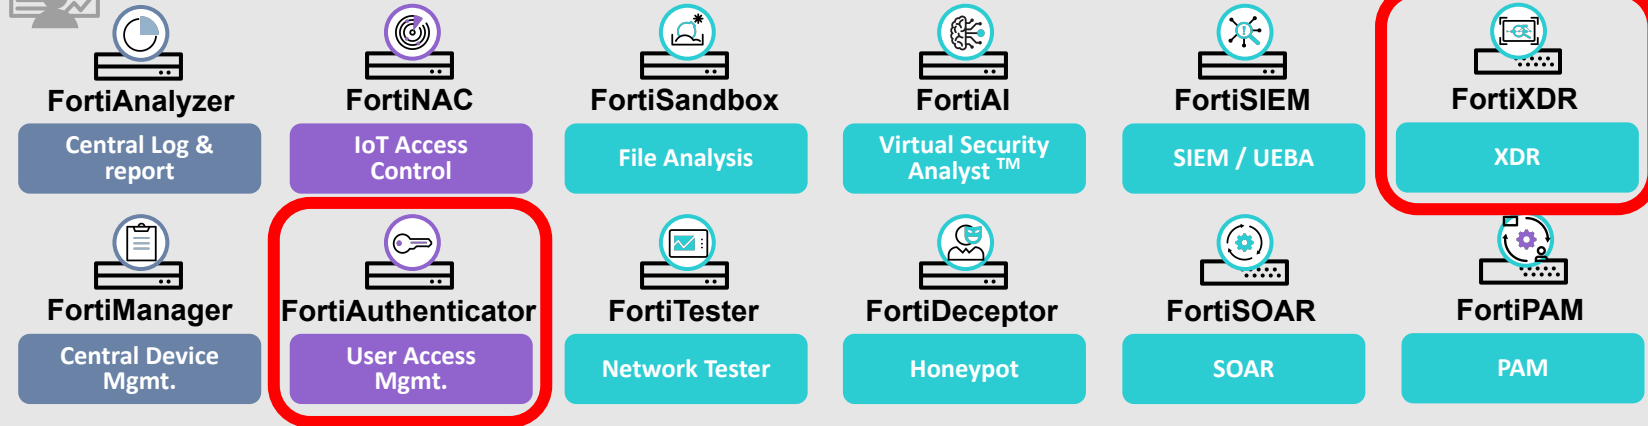 FortiAnalyzer
FortiNAC
FortiSandbox
FortiAI
FortiSIEM
FortiXDR
Central Log &
report
IoT Access
Control
File Analysis
Virtual Security
Analyst TM
SIEM / UEBA
XDR
FortiManager
FortiAuthenticator
FortiTester
FortiDeceptor
FortiSOAR
FortiPAM
Central Device
Mgmt.
User Access
Mgmt.
Network Tester
Honeypot
SOAR
PAM